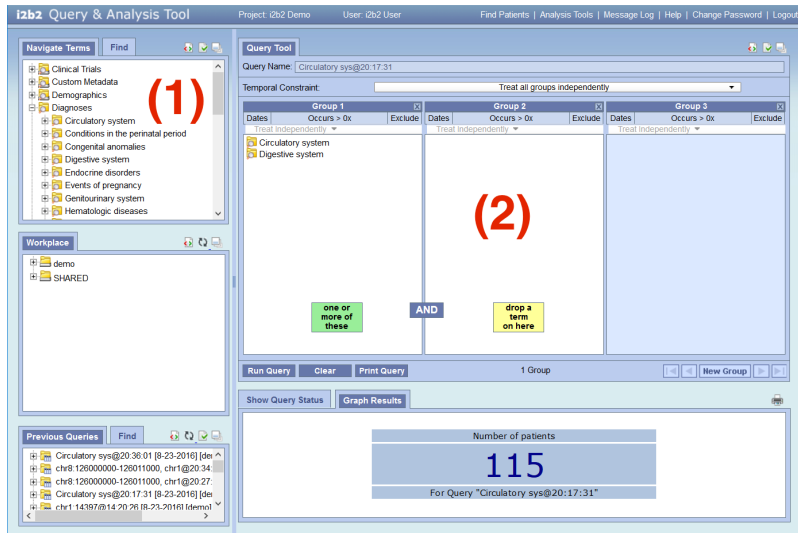 i2b2 Query & Analysis Tool
Project: i2b2 Demo
User: i2b2 User
Find Patients | Analysis Tools | Message Log | Help | Change Password | Logout
Navigate Terms
Find
Clinical Trials
Custom Metadata
Demographics
Diagnoses
Circulatory system
Conditions in the perinatal period
Congenital anomalies
Digestive system
Endocrine disorders
Events of pregnancy
Genitourinary system
Hematologic diseases
(1)
Workplace
demo
SHARED
Previous Queries
Find
Circulatory sys@20:36:01 [8-23-2016] [de
chr8:126000000-126011000, chr1@20:34:
chr8:126000000-126011000, chr1@20:27:
Circulatory sys@20:17:31 [8-23-2016] [de
chr1:14397@14:20:26 [8-23-2016] [demo]
Query Tool
Query Name: Circulatory sys@20:17:31
Temporal Constraint: Treat all groups independently
Group 1
Dates Occurs > 0x Exclude
Treat Independently
Circulatory system
Digestive system
one or
more of
these
AND
Group 2
Dates Occurs > 0x Exclude
Treat Independently
(2)
drop a
term
on here
Group 3
Dates Occurs > 0x Exclude
Treat Independently
Run Query Clear Print Query 1 Group New Group
Show Query Status
Graph Results
Number of patients
115
For Query "Circulatory sys@20:17:31"